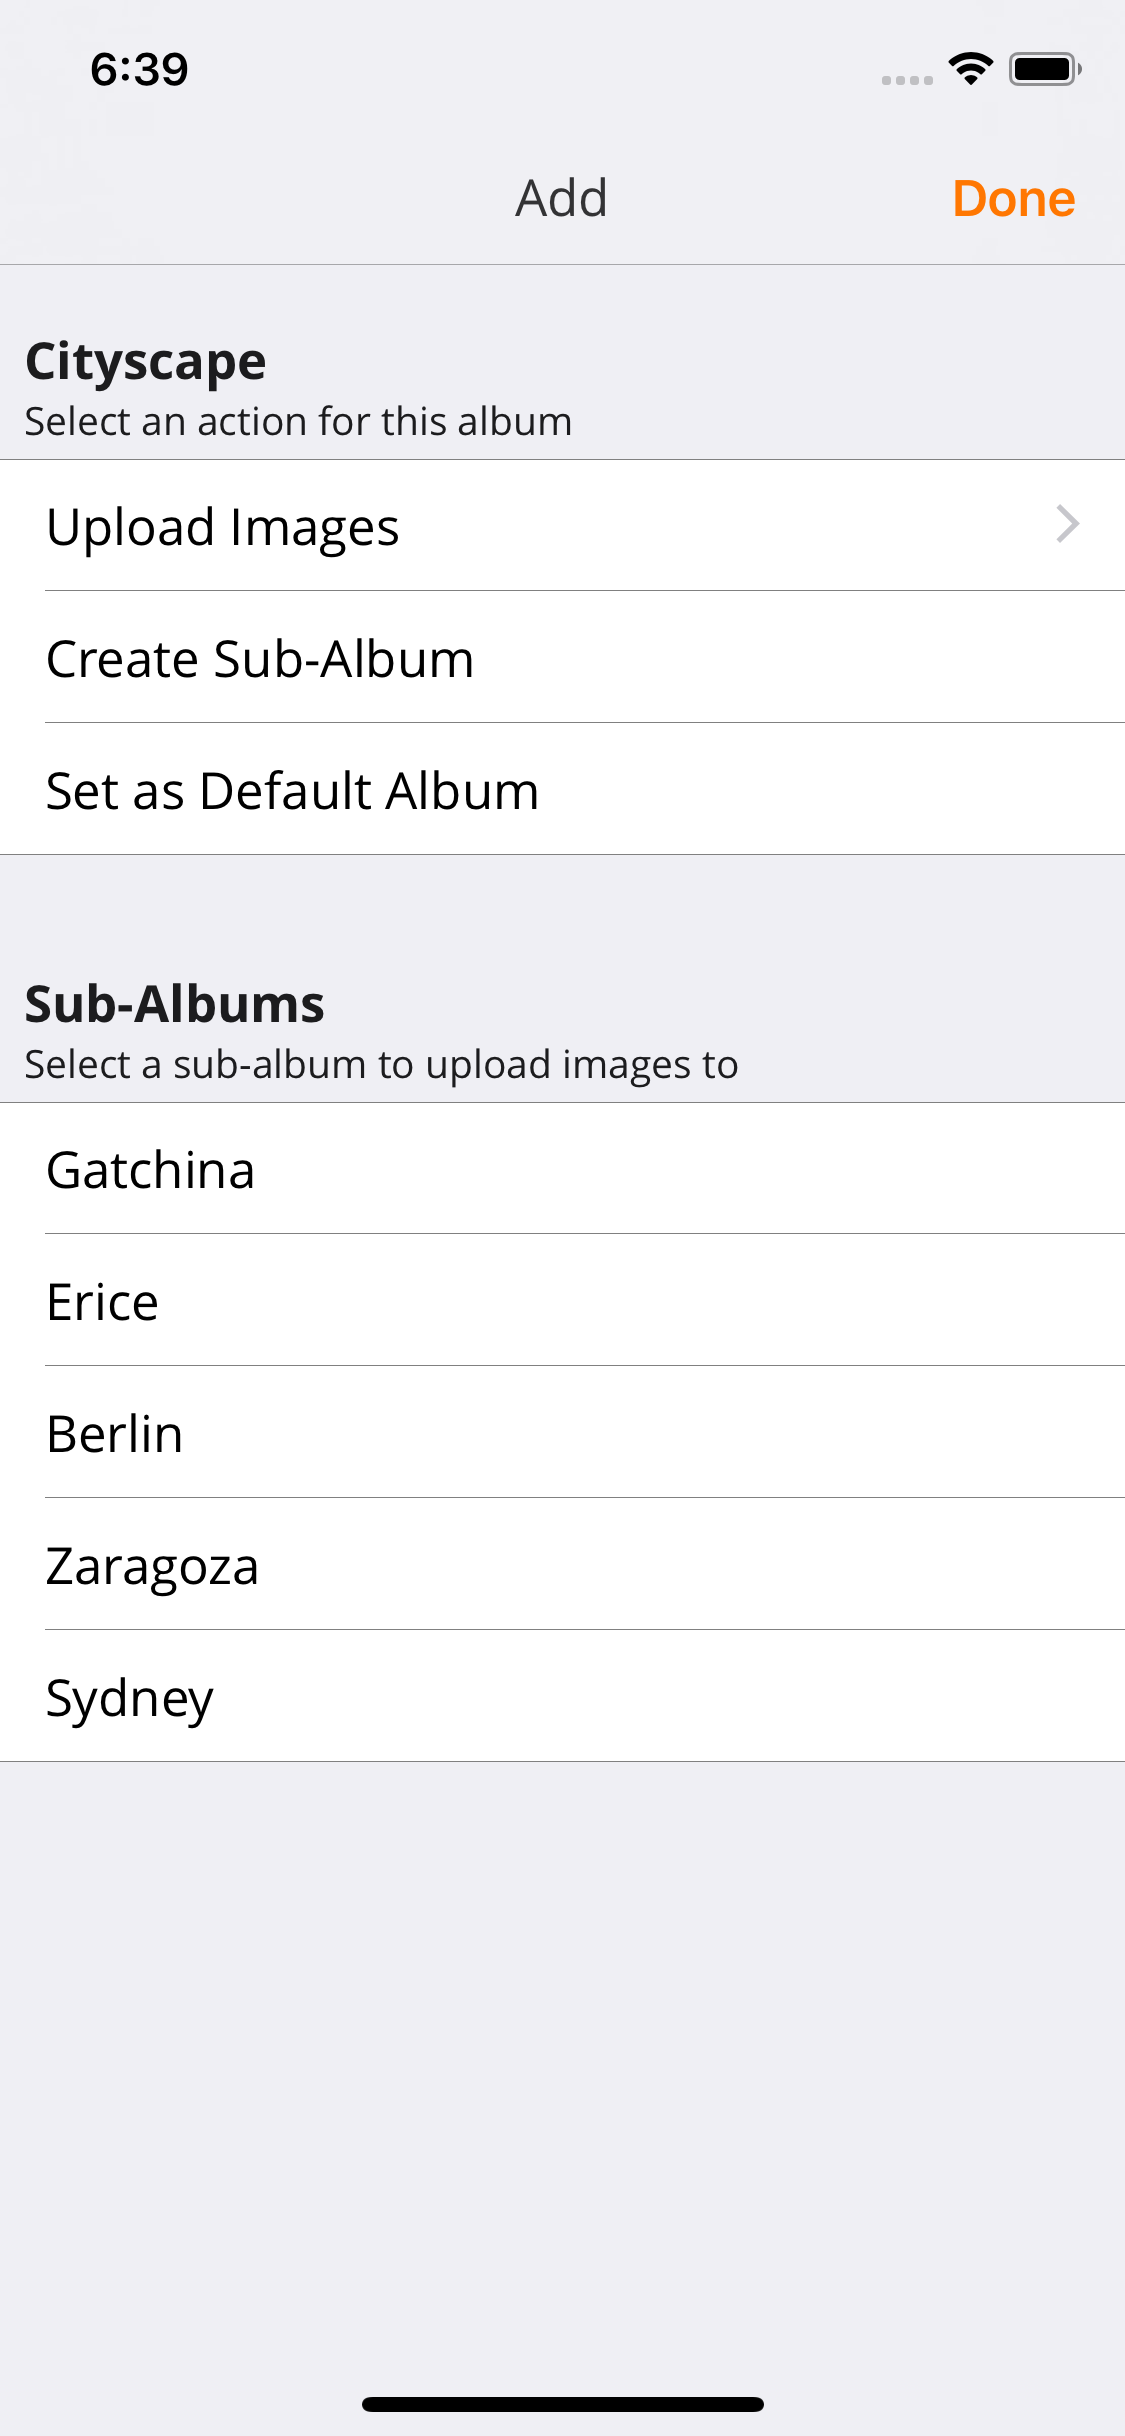 6:39
Add
Done
Cityscape
Select an action for this album
Upload Images
Create Sub-Album
Set as Default Album
Sub-Albums
Select a sub-album to upload images to
Gatchina
Erice
Berlin
Zaragoza
Sydney